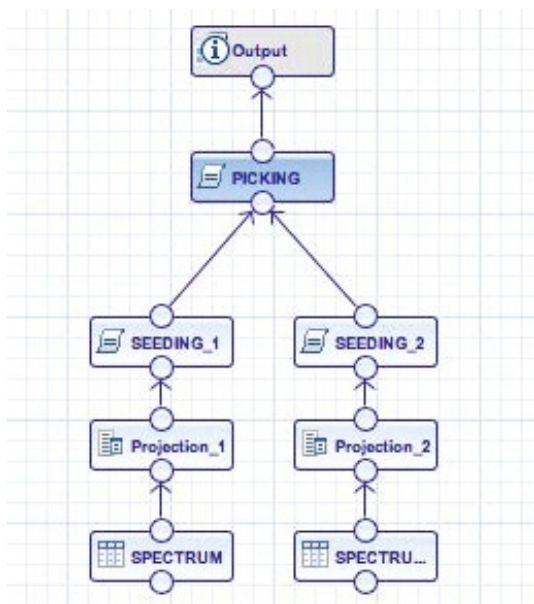 Output
PICKING
SEEDING_1
SEEDING_2
Projection_1
Projection_2
SPECTRUM
SPECTRU...